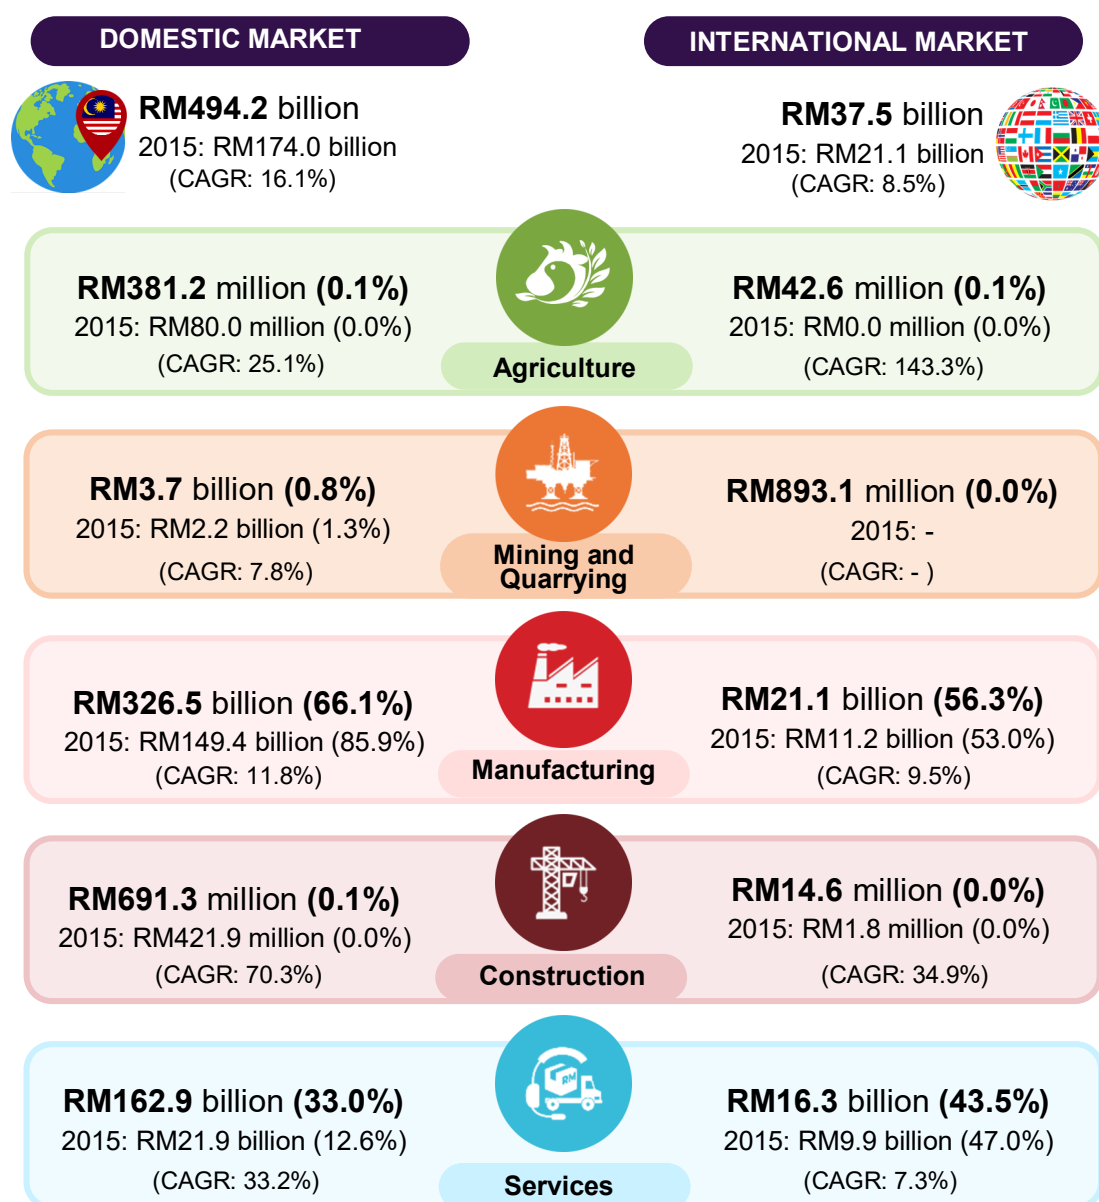 DOMESTIC MARKET
INTERNATIONAL MARKET
RM494.2 billion
2015: RM174.0 billion
(CAGR: 16.1%)
RM37.5 billion
2015: RM21.1 billion
(CAGR: 8.5%)
RM381.2 million (0.1%)
2015: RM80.0 million (0.0%)
(CAGR: 25.1%)
Agriculture
RM42.6 million (0.1%)
2015: RM0.0 million (0.0%)
(CAGR: 143.3%)
RM3.7 billion (0.8%)
2015: RM2.2 billion (1.3%)
(CAGR: 7.8%)
Mining and
Quarrying
RM893.1 million (0.0%)
2015: -
(CAGR: - )
RM326.5 billion (66.1%)
2015: RM149.4 billion (85.9%)
(CAGR: 11.8%)
Manufacturing
RM21.1 billion (56.3%)
2015: RM11.2 billion (53.0%)
(CAGR: 9.5%)
RM691.3 million (0.1%)
2015: RM421.9 million (0.0%)
(CAGR: 70.3%)
Construction
RM14.6 million (0.0%)
2015: RM1.8 million (0.0%)
(CAGR: 34.9%)
RM162.9 billion (33.0%)
2015: RM21.9 billion (12.6%)
(CAGR: 33.2%)
RM
Services
RM16.3 billion (43.5%)
2015: RM9.9 billion (47.0%)
(CAGR: 7.3%)